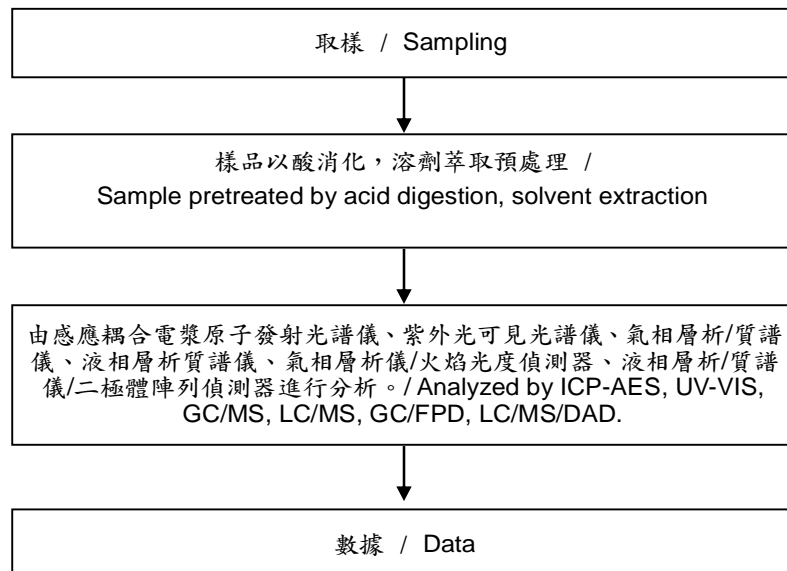 取樣 / Sampling
樣品以酸消化，溶劑萃取預處理 /
Sample pretreated by acid digestion, solvent extraction
由感應耦合電漿原子發射光譜儀、紫外光可見光譜儀、氣相層析/質譜
儀、液相層析質譜儀、氣相層析儀/火焰光度偵測器、液相層析/質譜
儀/二極體陣列偵測器進行分析。/ Analyzed by ICP-AES, UV-VIS,
GC/MS, LC/MS, GC/FPD, LC/MS/DAD.
數據 / Data